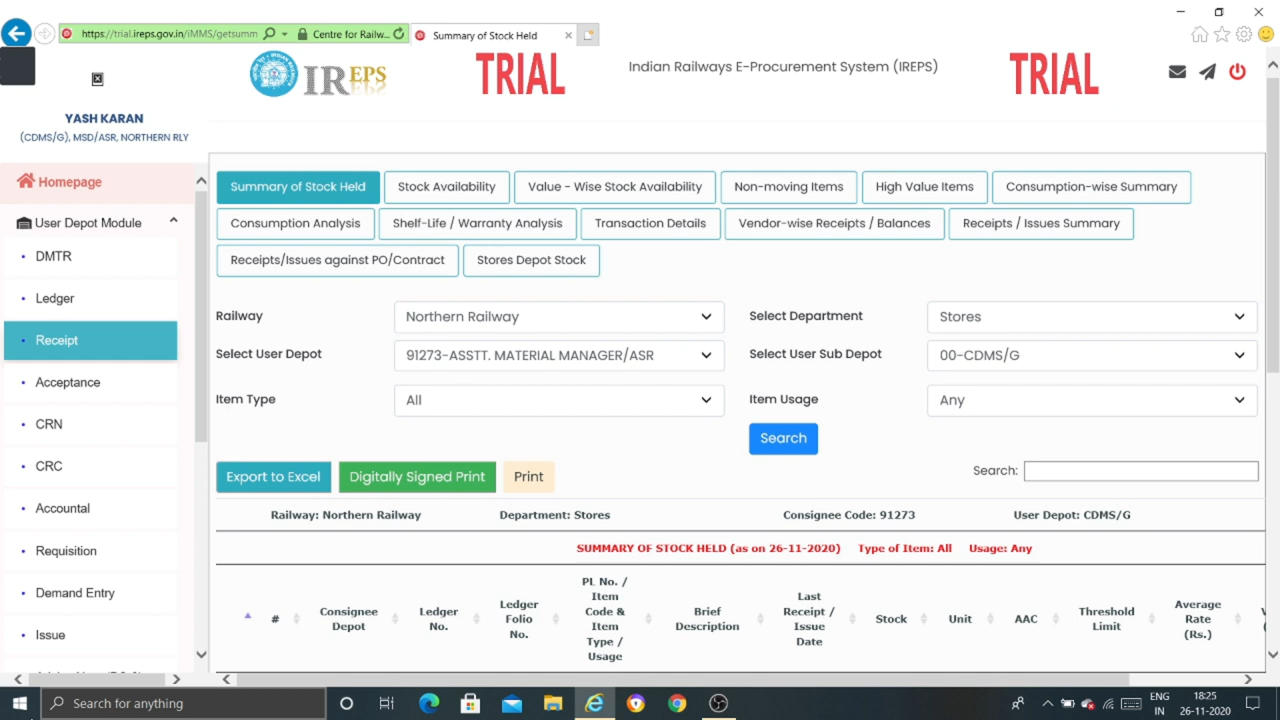 https://trial.ireps.gov.in/iMMS/getsumm
Centre for Railw...
Summary of Stock Held
IREPS
TRIAL
Indian Railways E-Procurement System (IREPS)
TRIAL
YASH KARAN
(CDMS/G), MSD/ASR, NORTHERN RLY
Homepage
User Depot Module
DMTR
Ledger
Receipt
Acceptance
CRN
CRC
Accountal
Requisition
Demand Entry
Issue
Summary of Stock Held
Stock Availability
Value - Wise Stock Availability
Non-moving Items
High Value Items
Consumption-wise Summary
Consumption Analysis
Shelf-Life / Warranty Analysis
Transaction Details
Vendor-wise Receipts / Balances
Receipts / Issues Summary
Receipts/Issues against PO/Contract
Stores Depot Stock
Railway
Northern Railway
Select Department
Stores
Select User Depot
91273-ASSTT. MATERIAL MANAGER/ASR
Select User Sub Depot
00-CDMS/G
Item Type
All
Item Usage
Any
Search
Export to Excel
Digitally Signed Print
Print
Search:
Railway: Northern Railway
Department: Stores
Consignee Code: 91273
User Depot: CDMS/G
SUMMARY OF STOCK HELD (as on 26-11-2020) Type of Item: All Usage: Any
#
Consignee
Depot
Ledger
No.
Ledger
Folio
No.
PL No. /
Item
Code &
Item
Type /
Usage
Brief
Description
Last
Receipt /
Issue
Date
Stock
Unit
AAC
Threshold
Limit
Average
Rate
(Rs.)
Search for anything
ENG
IN
18:25
26-11-2020